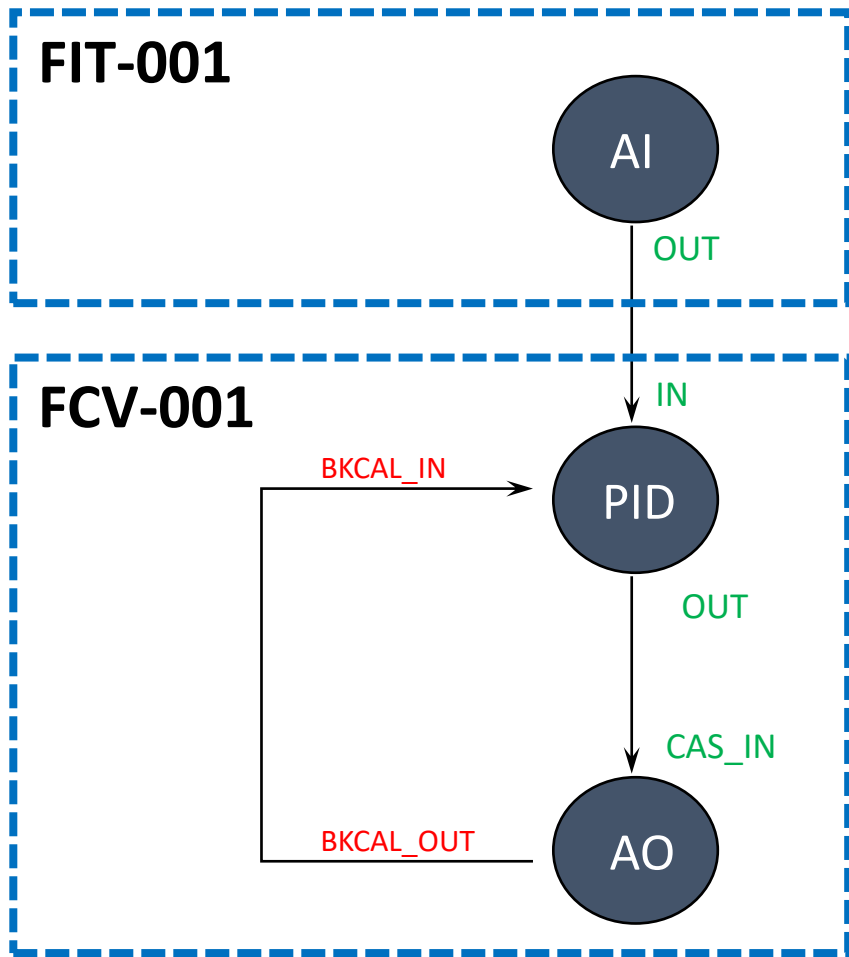 FIT-001
AI
OUT
IN
FCV-001
BKCAL_IN
PID
OUT
CAS_IN
BKCAL_OUT
AO